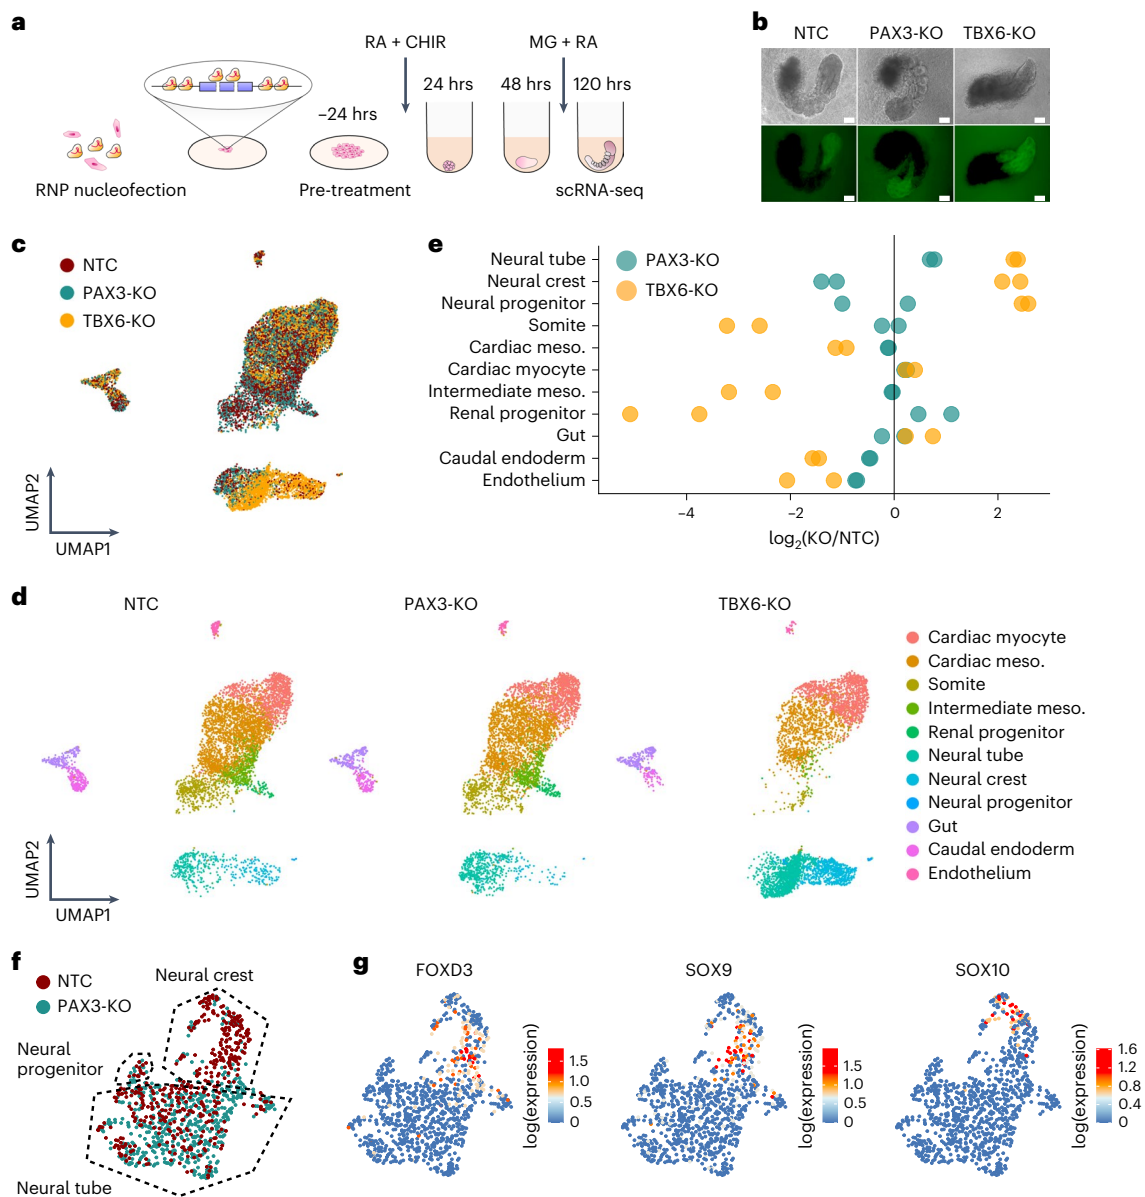 a
RA + CHIR
MG + RA
24 hrs
48 hrs
120 hrs
−24 hrs
RNP nucleofection
Pre-treatment
scRNA-seq
b
NTC
PAX3-KO
TBX6-KO
c
NTC
PAX3-KO
TBX6-KO
UMAP2
UMAP1
e
PAX3-KO
TBX6-KO
Neural tube
Neural crest
Neural progenitor
Somite
Cardiac meso.
Cardiac myocyte
Intermediate meso.
Renal progenitor
Gut
Caudal endoderm
Endothelium
−4
−2
0
2
log2(KO/NTC)
d
NTC
PAX3-KO
TBX6-KO
UMAP2
UMAP1
Cardiac myocyte
Cardiac meso.
Somite
Intermediate meso.
Renal progenitor
Neural tube
Neural crest
Neural progenitor
Gut
Caudal endoderm
Endothelium
f
NTC
PAX3-KO
Neural crest
Neural
progenitor
Neural tube
g
FOXD3
log(expression)
1.5
1.0
0.5
0
SOX9
log(expression)
1.5
1.0
0.5
0
SOX10
log(expression)
1.6
1.2
0.8
0.4
0